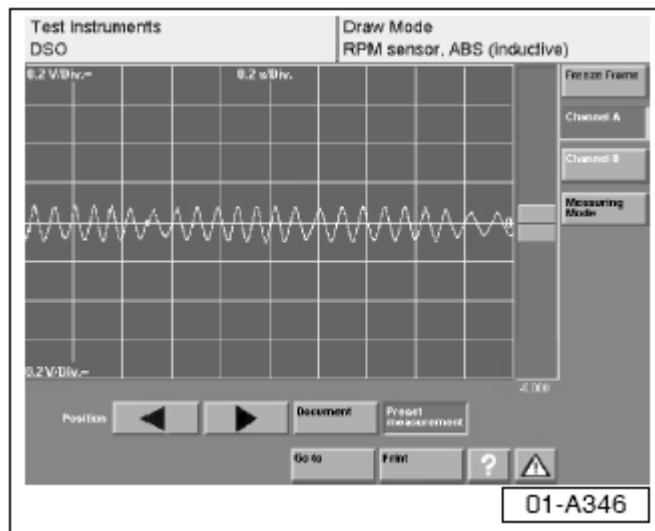 Test Instruments
DSO
Draw Mode
RPM sensor, ABS (inductive)
0.2 V/Div.=
0.2 s/Div.
Freeze Frame
Channel A
Channel B
Measuring
Mode
0.2 V/Div.=
-0.000
Position
Document
Preset
measurement
Go to
Print
?
01-A346